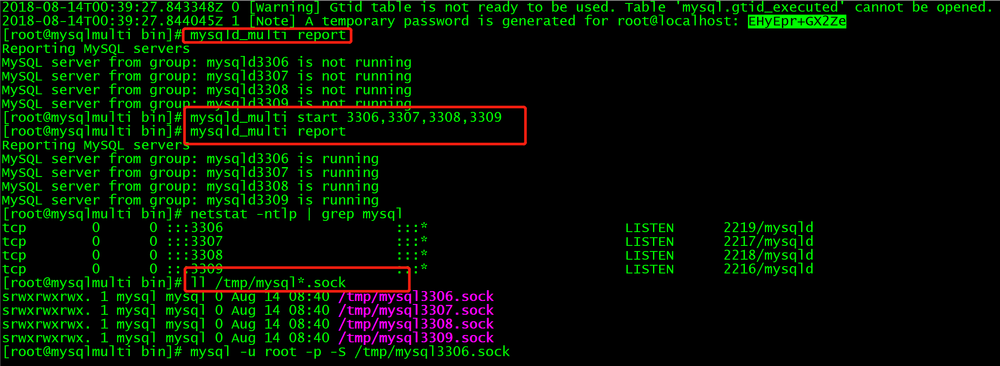 2018-08-14T00:39:27.843348Z 0 [Warning] Gtid table is not ready to be used. Table 'mysql.gtid_executed' cannot be opened.
2018-08-14T00:39:27.844045Z 1 [Note] A temporary password is generated for root@localhost: EHyEpr+GX2Ze
[root@mysqlmulti bin]# mysqld_multi report
Reporting MySQL servers
MySQL server from group: mysqld3306 is not running
MySQL server from group: mysqld3307 is not running
MySQL server from group: mysqld3308 is not running
MySQL server from group: mysqld3309 is not running
[root@mysqlmulti bin]# mysqld_multi start 3306,3307,3308,3309
[root@mysqlmulti bin]# mysqld_multi report
Reporting MySQL servers
MySQL server from group: mysqld3306 is running
MySQL server from group: mysqld3307 is running
MySQL server from group: mysqld3308 is running
MySQL server from group: mysqld3309 is running
[root@mysqlmulti bin]# netstat -ntlp | grep mysql
tcp 0 0 :::3306 :::* LISTEN 2219/mysqld
tcp 0 0 :::3307 :::* LISTEN 2217/mysqld
tcp 0 0 :::3308 :::* LISTEN 2218/mysqld
tcp 0 0 :::3309 :::* LISTEN 2216/mysqld
[root@mysqlmulti bin]# ll /tmp/mysql*.sock
srwxrwxrwx. 1 mysql mysql 0 Aug 14 08:40 /tmp/mysql3306.sock
srwxrwxrwx. 1 mysql mysql 0 Aug 14 08:40 /tmp/mysql3307.sock
srwxrwxrwx. 1 mysql mysql 0 Aug 14 08:40 /tmp/mysql3308.sock
srwxrwxrwx. 1 mysql mysql 0 Aug 14 08:40 /tmp/mysql3309.sock
[root@mysqlmulti bin]# mysql -u root -p -S /tmp/mysql3306.sock